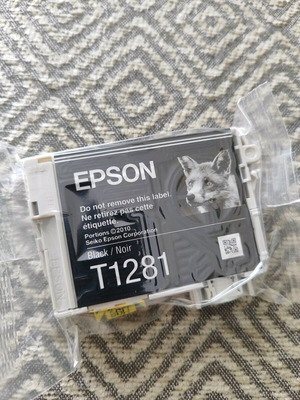 EPSON
Do not remove this label.
Ne retirez pas cette
étiquette.
Portions ©2010
Seiko Epson Corporation
Black / Noir
T1281